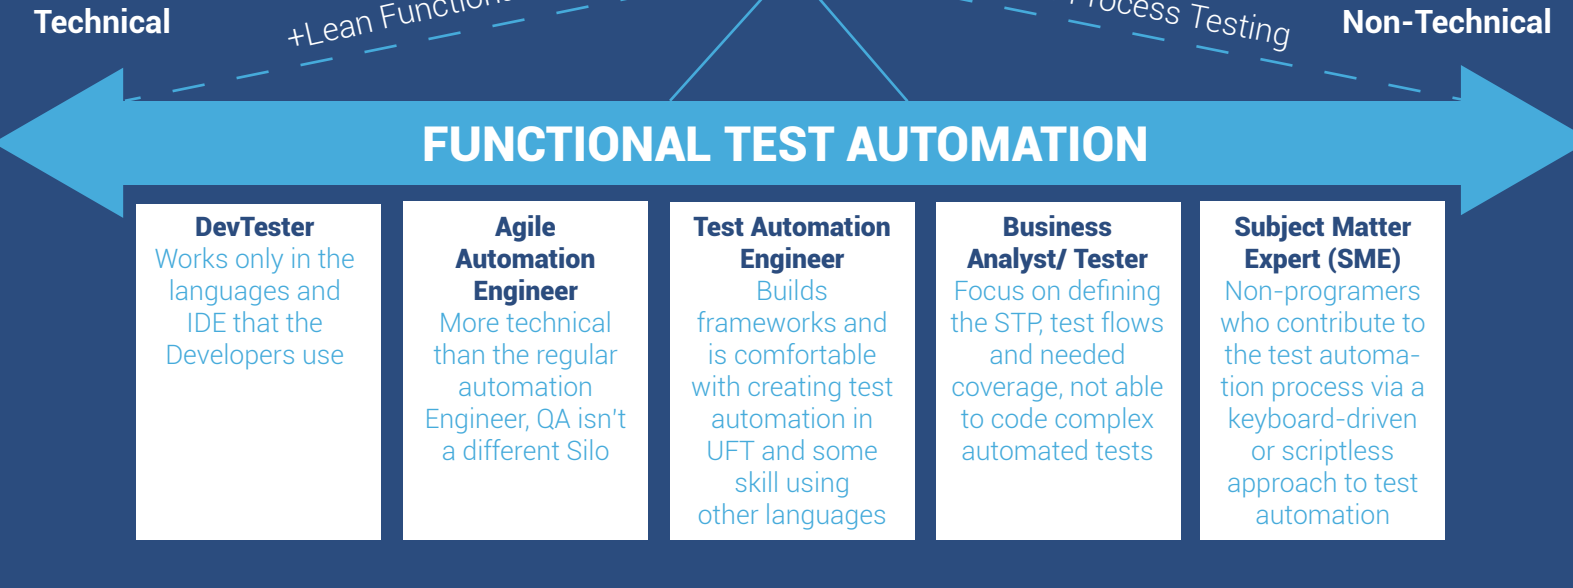 Technical
+Lean
Process Testing
Non-Technical
FUNCTIONAL TEST AUTOMATION
DevTester
Works only in the
languages and
IDE that the
Developers use
Agile
Automation
Engineer
More technical
than the regular
automation
Engineer, QA isn't
a different Silo
Test Automation
Engineer
Builds
frameworks and
is comfortable
with creating test
automation in
UFT and some
skill using
other languages
Business
Analyst/ Tester
Focus on defining
the STP, test flows
and needed
coverage, not able
to code complex
automated tests
Subject Matter
Expert (SME)
Non-programers
who contribute to
the test automa-
tion process via a
keyboard-driven
or scriptless
approach to test
automation